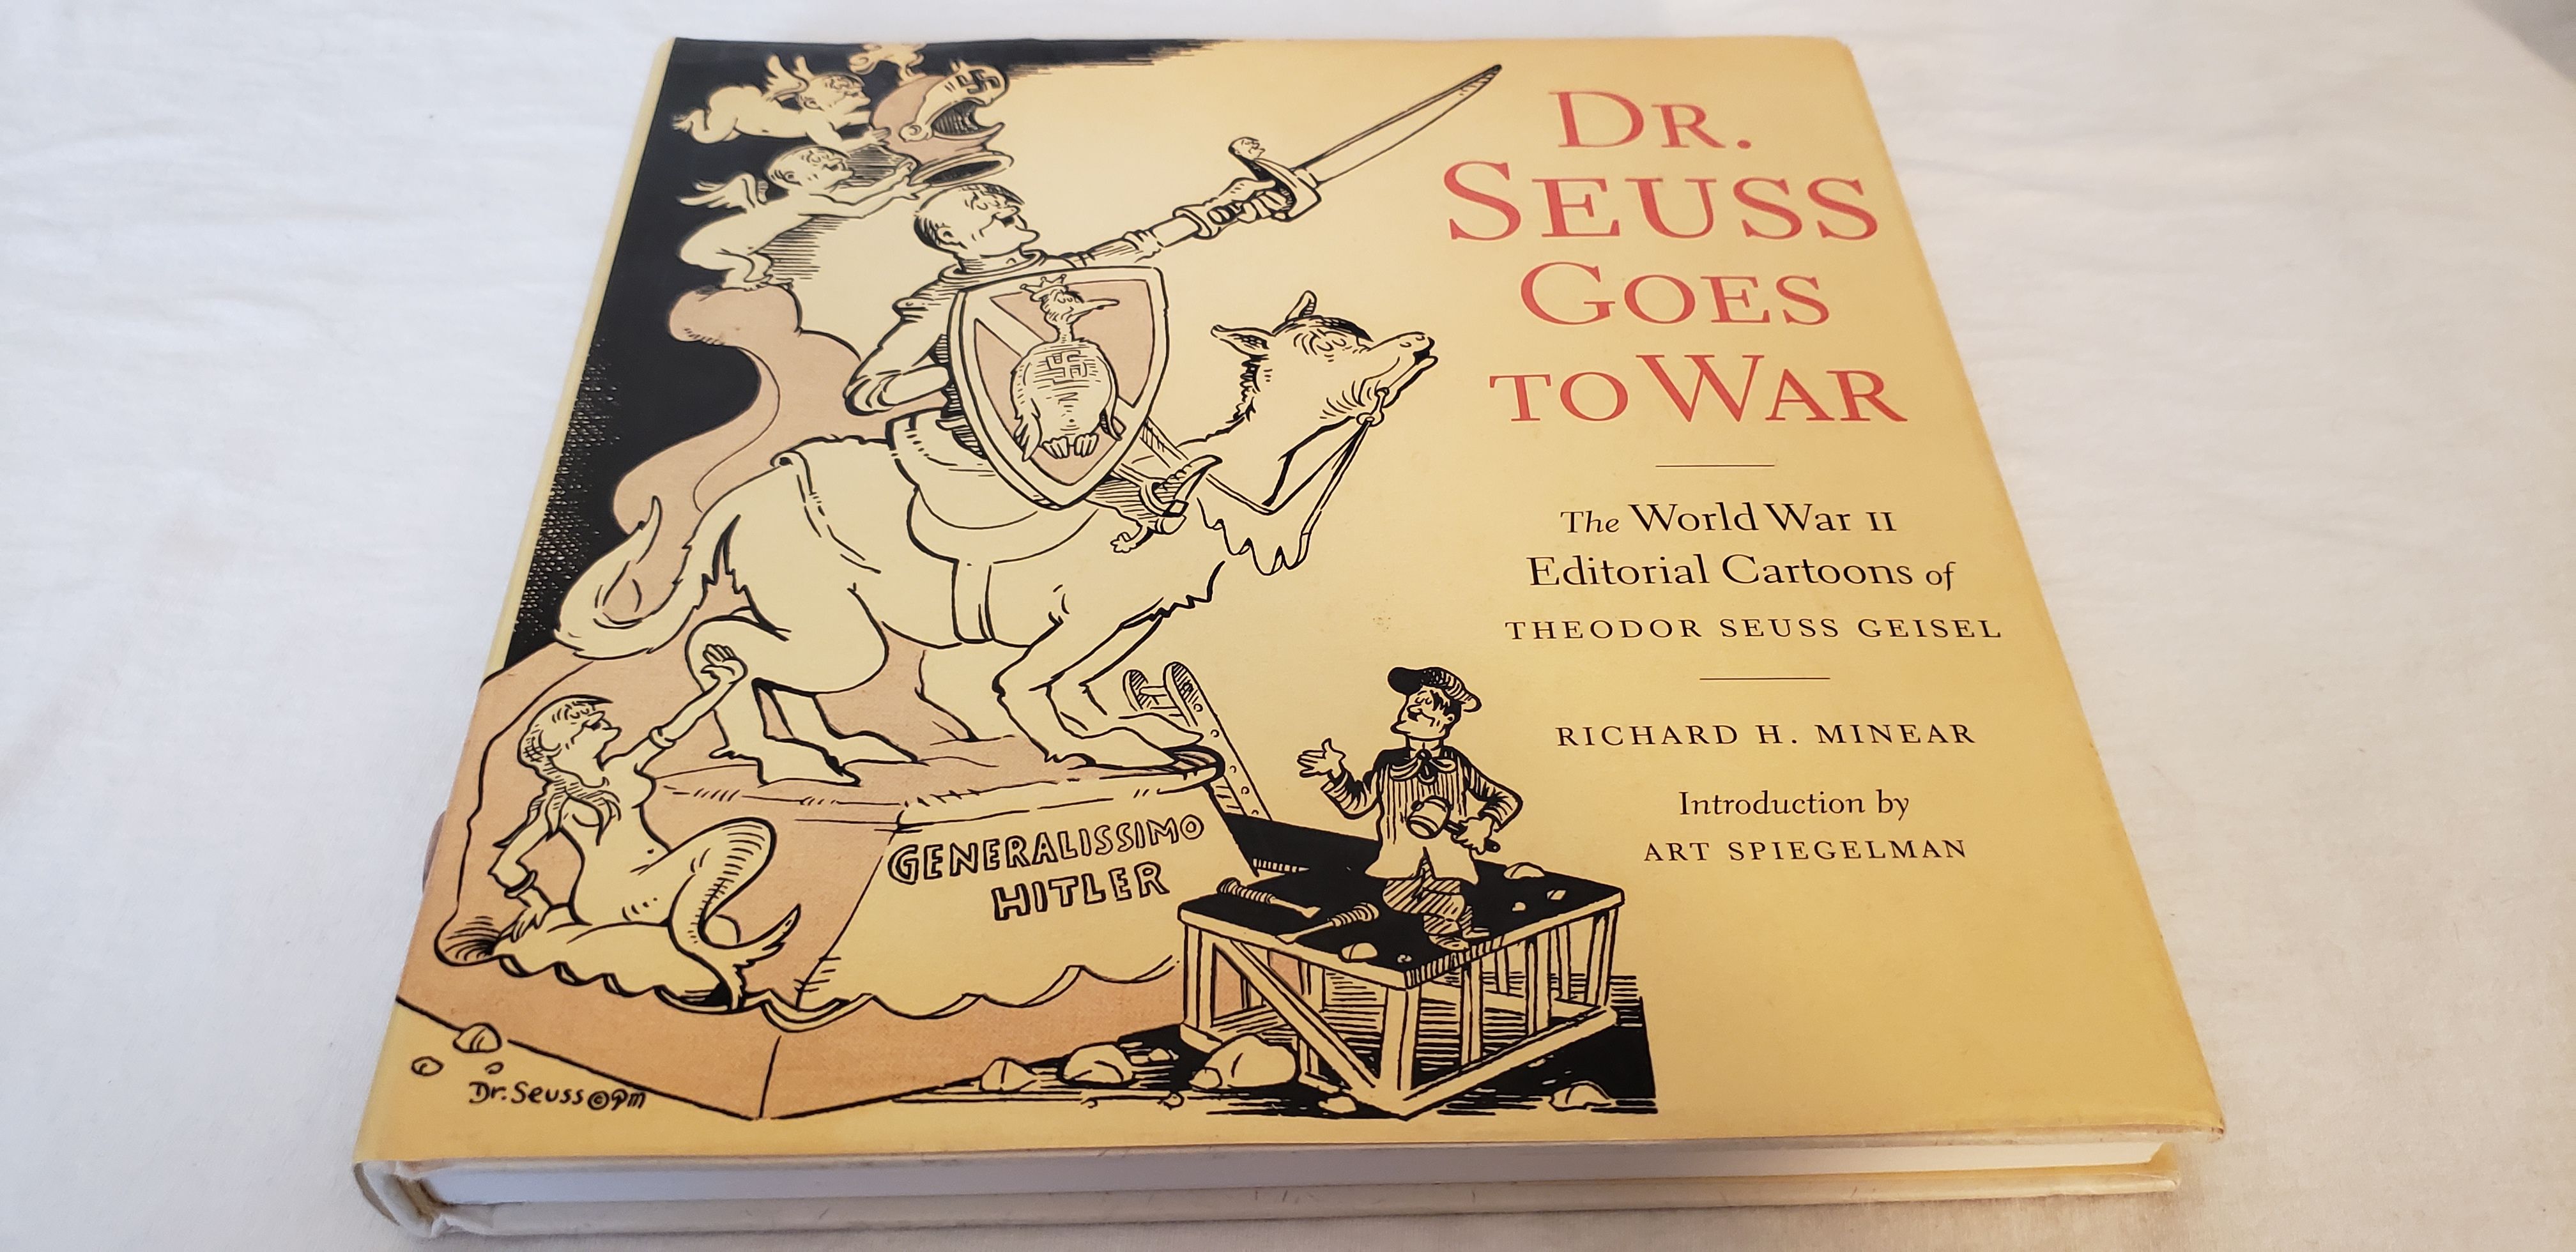 DR.
SEUSS
GOES
TO WAR
The World War II
Editorial Cartoons of
THEODOR SEUSS GEISEL
RICHARD H. MINEAR
Introduction by
ART SPIEGELMAN
GENERALISSIMO
HITLER
Dr. Seuss © PM